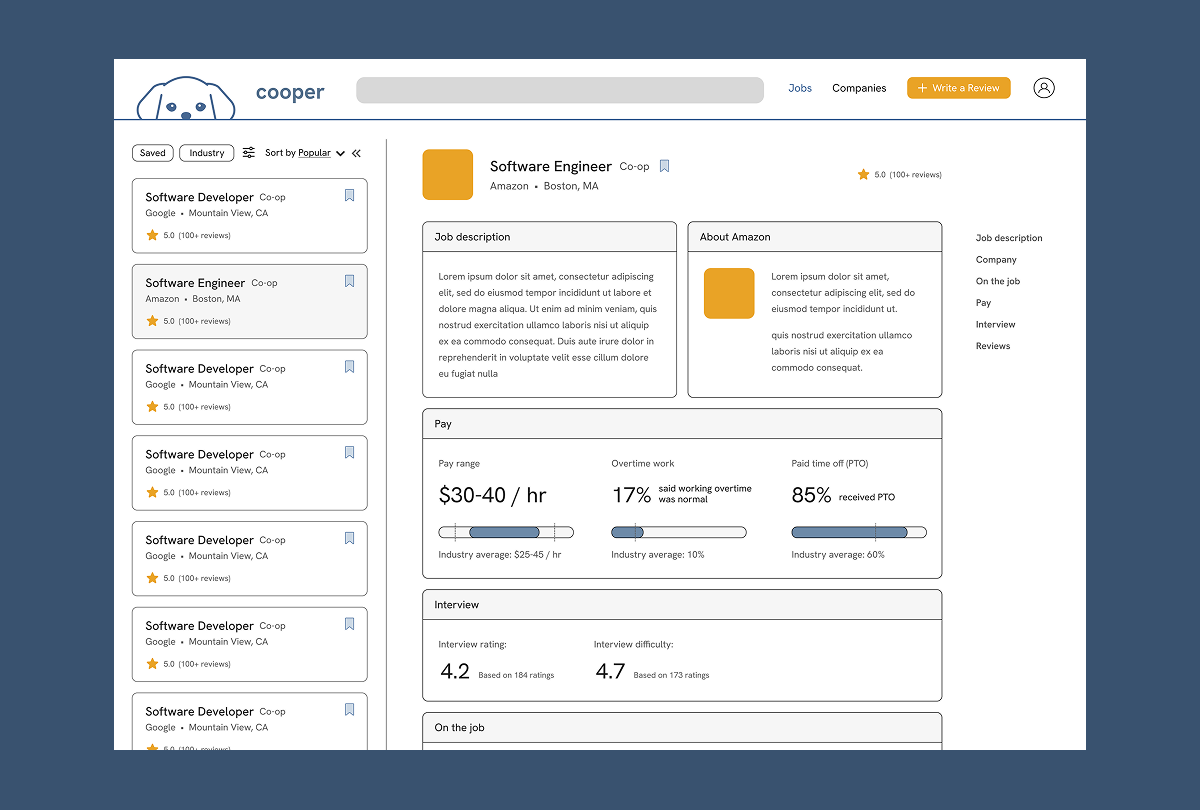 cooper
Jobs
Companies
+ Write a Review
Saved
Industry
Sort by Popular
Software Developer Co-op
Google • Mountain View, CA
5.0 (100+ reviews)
Software Engineer Co-op
Amazon • Boston, MA
5.0 (100+ reviews)
Software Developer Co-op
Google • Mountain View, CA
5.0 (100+ reviews)
Software Developer Co-op
Google • Mountain View, CA
5.0 (100+ reviews)
Software Developer Co-op
Google • Mountain View, CA
5.0 (100+ reviews)
Software Developer Co-op
Google • Mountain View, CA
5.0 (100+ reviews)
Software Developer Co-op
Google • Mountain View, CA
5.0 (100+ reviews)
Software Engineer Co-op
Amazon • Boston, MA
5.0 (100+ reviews)
Job description
Lorem ipsum dolor sit amet, consectetur adipiscing
elit, sed do eiusmod tempor incididunt ut labore et
dolore magna aliqua. Ut enim ad minim veniam, quis
nostrud exercitation ullamco laboris nisi ut aliquip
ex ea commodo consequat. Duis aute irure dolor in
reprehenderit in voluptate velit esse cillum dolore
eu fugiat nulla
About Amazon
Lorem ipsum dolor sit amet,
consectetur adipiscing elit, sed do
eiusmod tempor incididunt ut.
quis nostrud exercitation ullamco
laboris nisi ut aliquip ex ea
commodo consequat.
Pay
Pay range
$30-40 / hr
Industry average: $25-45 / hr
Overtime work
17% said working overtime
was normal
Industry average: 10%
Paid time off (PTO)
85% received PTO
Industry average: 60%
Interview
Interview rating:
4.2 Based on 184 ratings
Interview difficulty:
4.7 Based on 173 ratings
On the job
Job description
Company
On the job
Pay
Interview
Reviews